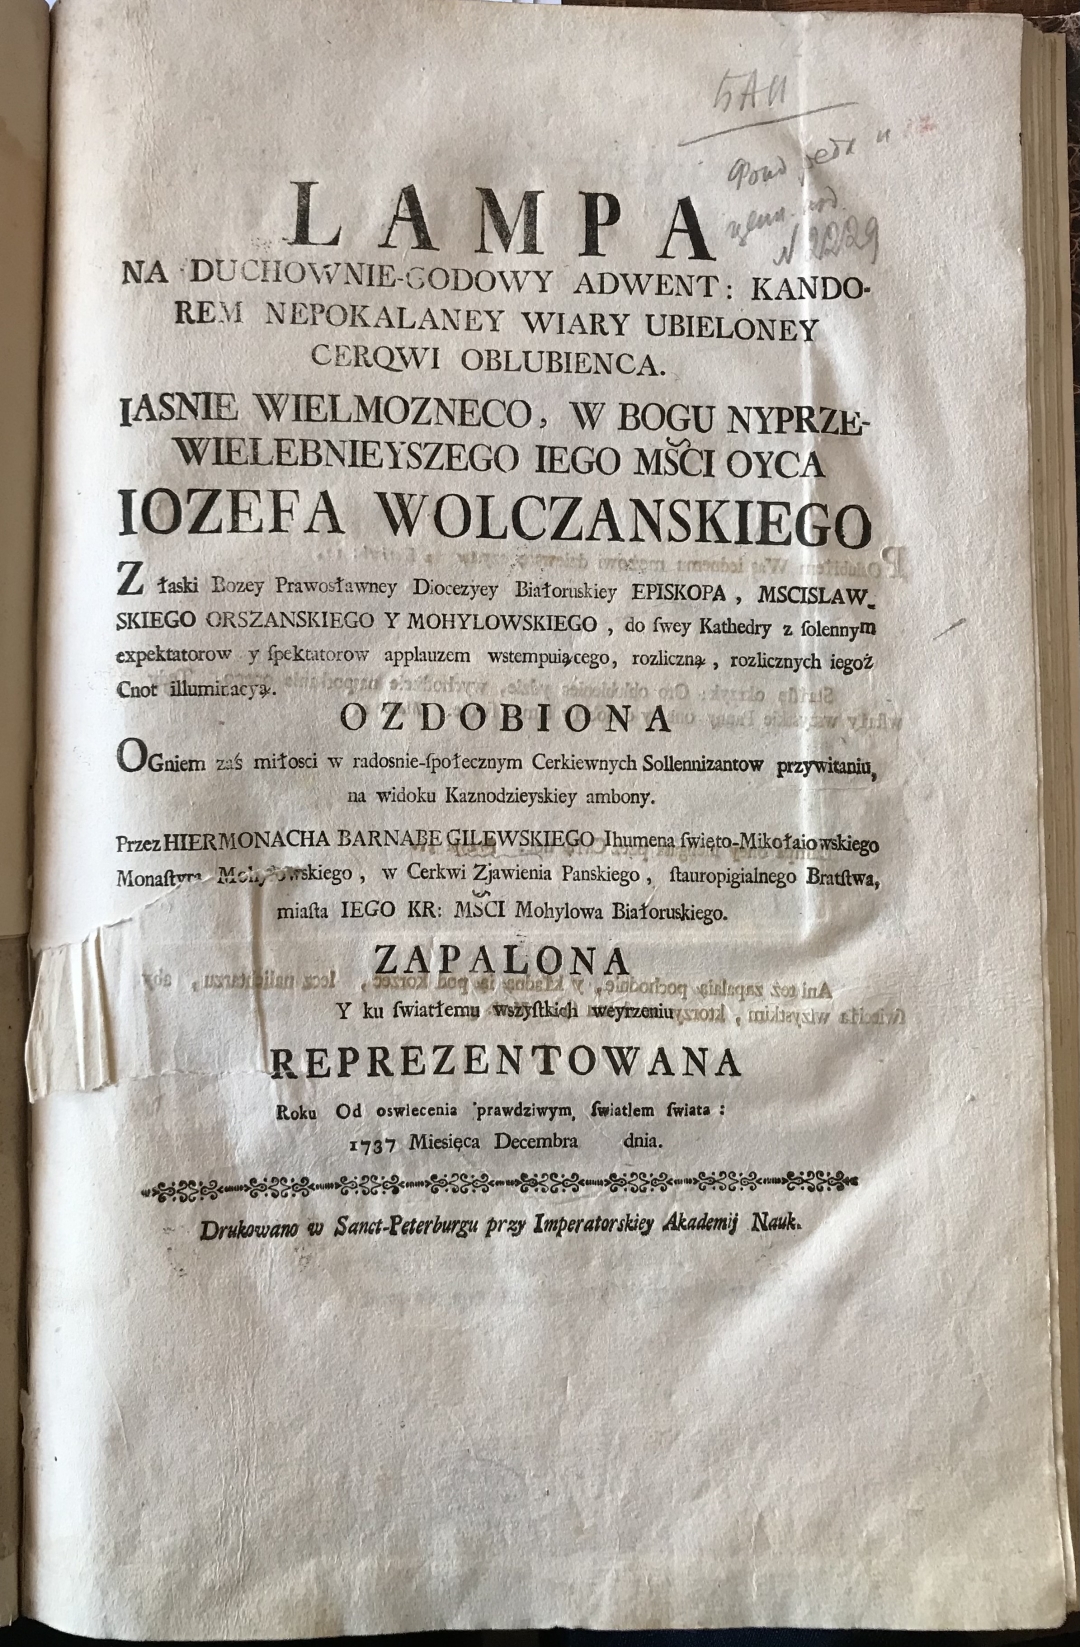 БАН
Фонд
N 2229
LAMPA
NA DUCHOWNIE-GODOWY ADWENT: KANDO-
REM NEPOKALANEY WIARY UBIELONEY
CERQWI OBLUBIENCA.
IASNIE WIELMOZNECO, W BOGU NYPRZE-
WIELEBNIEYSZEGO IEGO MŚCI OYCA
IOZEFA WOLCZANSKIEGO
Z łaski Bozey Prawosławney Diocezyey Białoruskiey EPISKOPA, MSCISLAW-
SKIEGO ORSZANSKIEGO Y MOHYLOWSKIEGO, do ſwey Kathedry z ſolennym
expektatorow y ſpektatorow applauzem wstempuiącego, rozliczną, rozlicznych iegoż
Cnot illuminacyą.
OZDOBIONA
OGniem zaś miłosci w radosnie-ſpołecznym Cerkiewnych Sollennizantow przywitaniu,
na widoku Kaznodzieyskiey ambony.
Przez HIERMONACHA BARNABE GILEWSKIEGO Ihumena ſwięto-Mikołaiowskiego
Monaſtyra Mohylowskiego, w Cerkwi Zjawienia Panskiego, ſtauropigialnego Bratſtwa,
miaſta IEGO KR: MŚCI Mohylowa Białoruskiego.
ZAPALONA
Y ku ſwiatłemu wszyſtkich weyrzeniu
REPREZENTOWANA
Roku Od oswiecenia prawdziwym, ſwiatlem ſwiata:
1737 Miesięca Decembra dnia.
Drukowano w Sanct-Peterburgu przy Imperatorskiey Akademij Nauk.